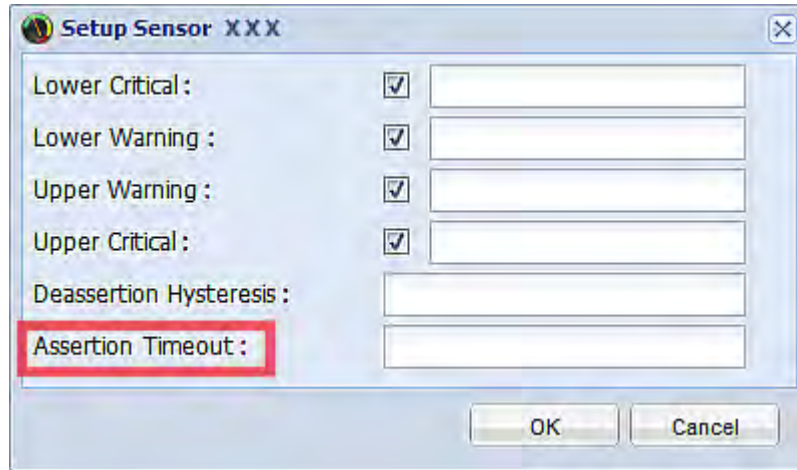 Setup Sensor XXX
Lower Critical:
Lower Warning :
Upper Warning :
Upper Critical:
Deassertion Hysteresis:
Assertion Timeout:
OK Cancel